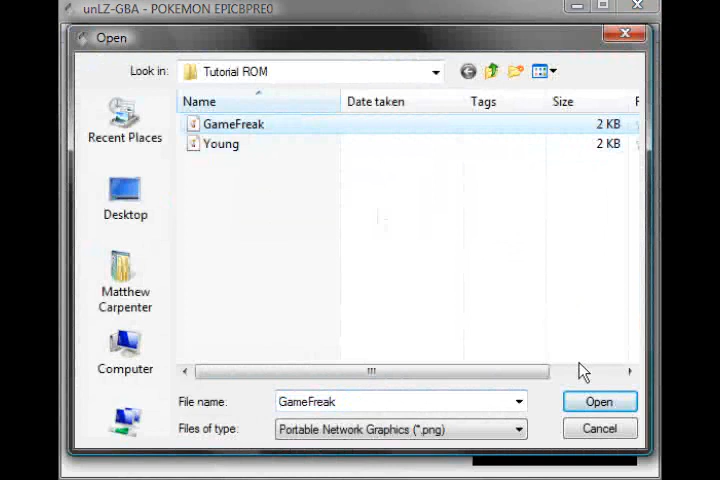 unLZ-GBA - POKEMON EPICBPRE0
Open
Look in: Tutorial ROM
Name Date taken Tags Size
GameFreak 2 KB
Young 2 KB
Recent Places
Desktop
Matthew
Carpenter
Computer
File name: GameFreak Open
Files of type: Portable Network Graphics (*.png) Cancel